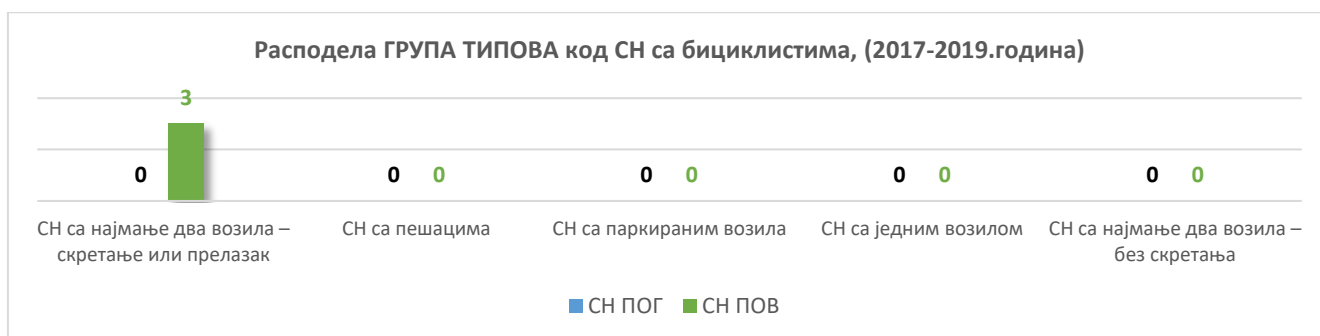 Расподела ГРУПА ТИПОВА код СН са бициклистима, (2017-2019.година)
3
0
0 0
0 0
0 0
0 0
СН са најмање два возила –
скретање или прелазак
СН са пешацима
СН са паркираним возила
СН са једним возилом
СН са најмање два возила –
без скретања
СН ПОГ СН ПОВ